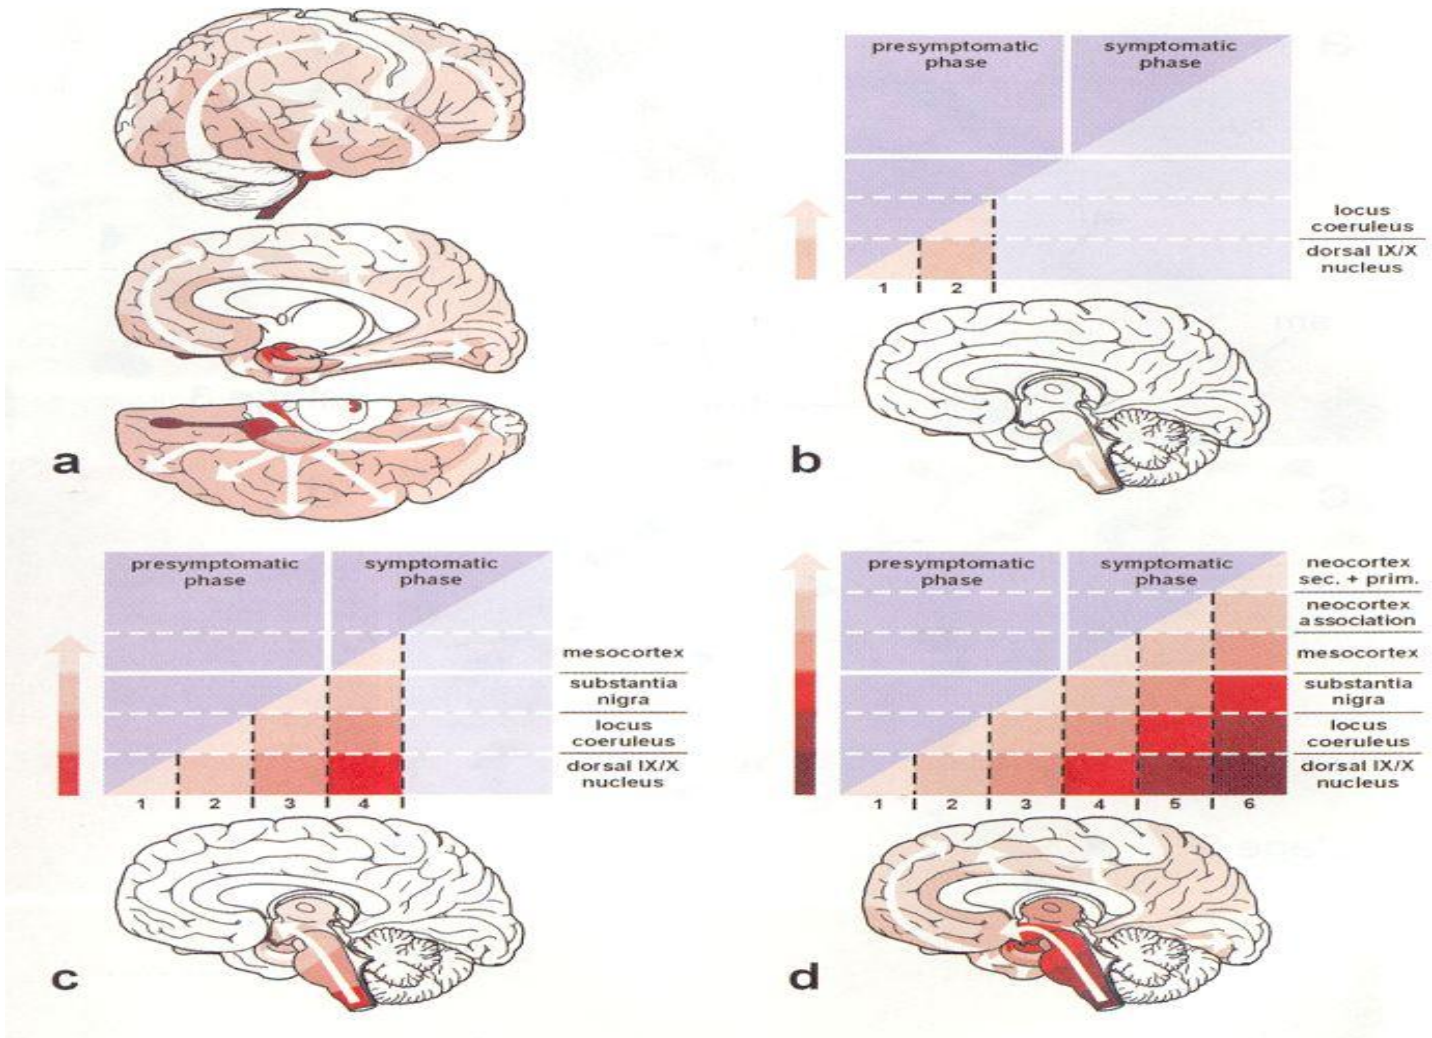 a
presymptomatic
phase
symptomatic
phase
locus
coeruleus
dorsal IX/X
nucleus
1 2
b
presymptomatic
phase
symptomatic
phase
mesocortex
substantia
nigra
locus
coeruleus
dorsal IX/X
nucleus
1 2 3 4
c
presymptomatic
phase
symptomatic
phase
neocortex
sec. + prim.
neocortex
association
mesocortex
substantia
nigra
locus
coeruleus
dorsal IX/X
nucleus
1 2 3 4 5 6
d